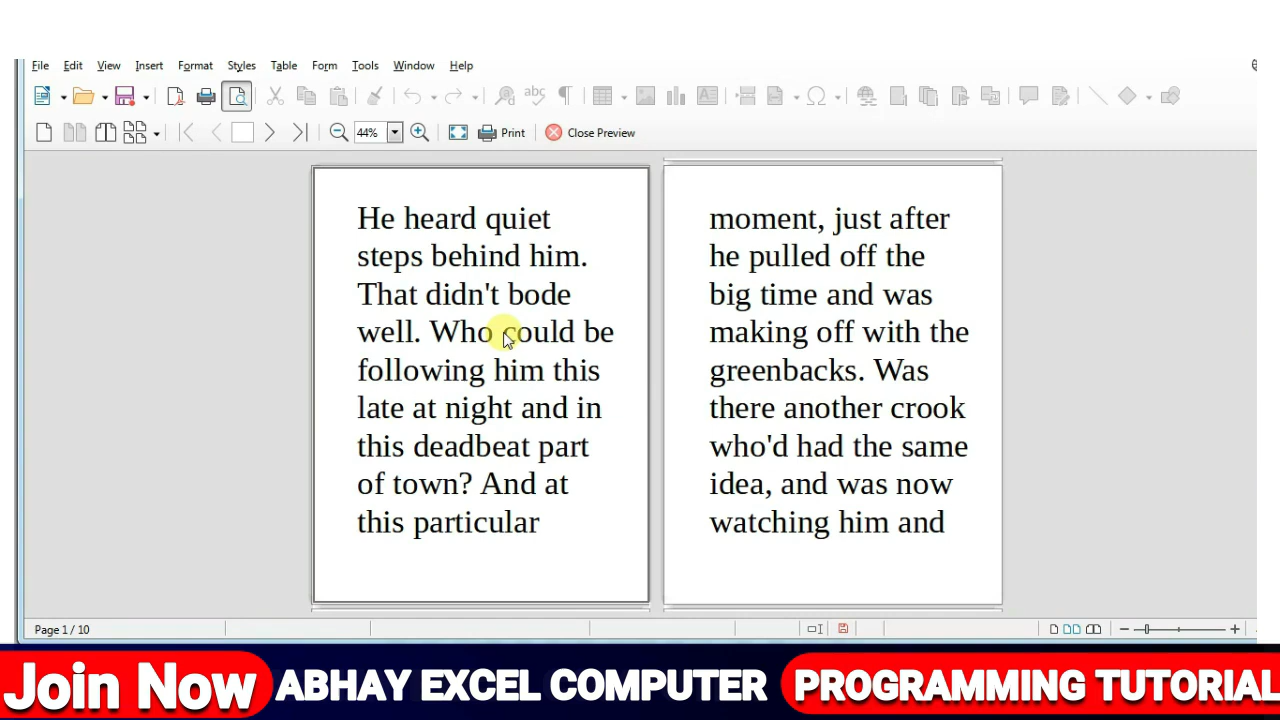 File Edit View Insert Format Styles Table Form Tools Window Help
abc
44% Print Close Preview
He heard quiet
steps behind him.
That didn't bode
well. Who could be
following him this
late at night and in
this deadbeat part
of town? And at
this particular
moment, just after
he pulled off the
big time and was
making off with the
greenbacks. Was
there another crook
who'd had the same
idea, and was now
watching him and
Page 1 / 10
Join Now ABHAY EXCEL COMPUTER PROGRAMMING TUTORIAL